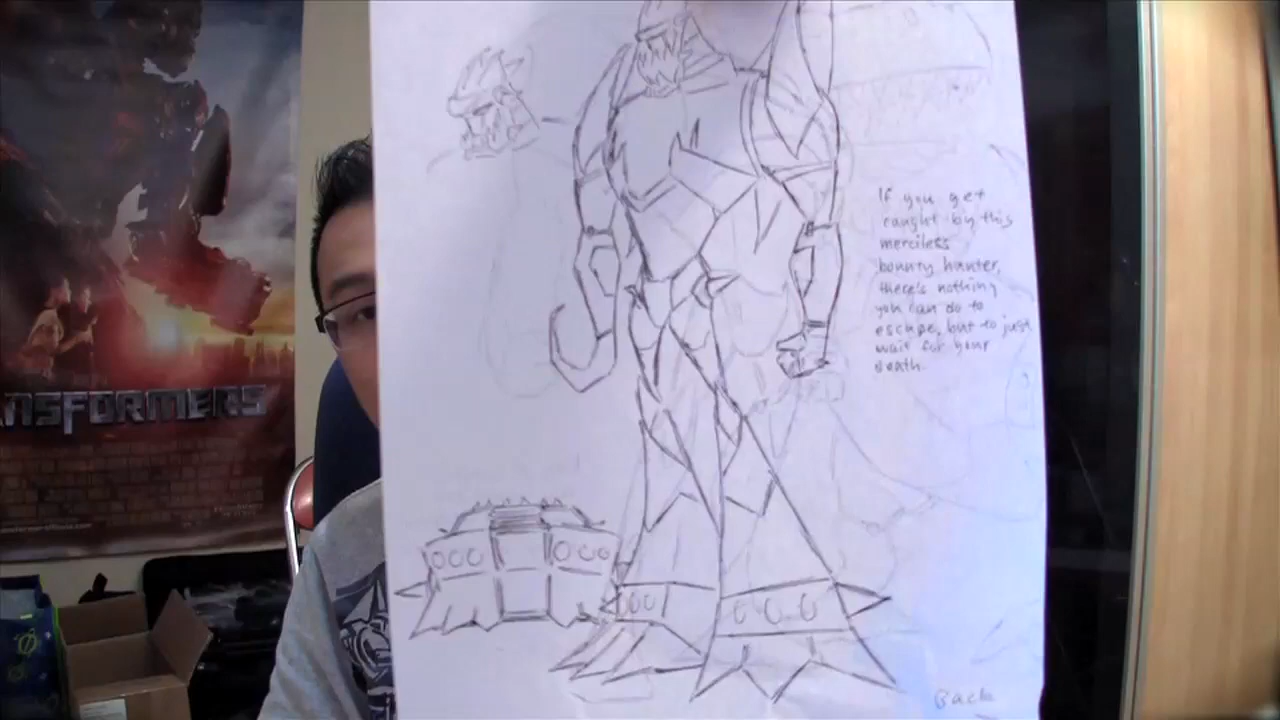 ANSFORMERS
If you get
caught by this
merciless
bounty hunter,
there's nothing
you can do to
escape, but to just
wait for your
death.
Back